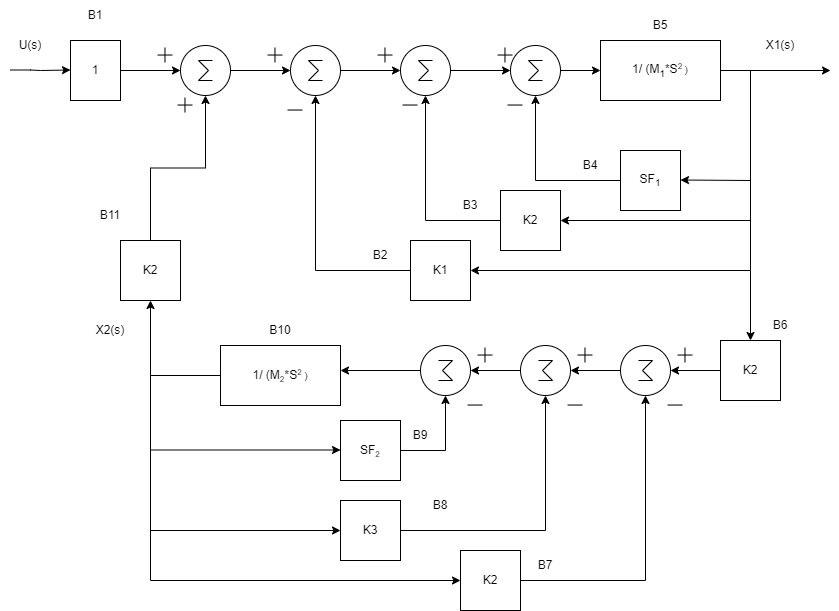 B1
B5
U(s)
X1(s)
+ + + +
1
∑ ∑ ∑ ∑
1/ (M₁*S²)
+ − − −
B4
SF₁
B3
K2
B11
B2
K1
K2
X2(s)
B10
B6
+ + +
1/ (M₂*S²)
∑ ∑ ∑
K2
− − −
B9
SF₂
B8
K3
B7
K2